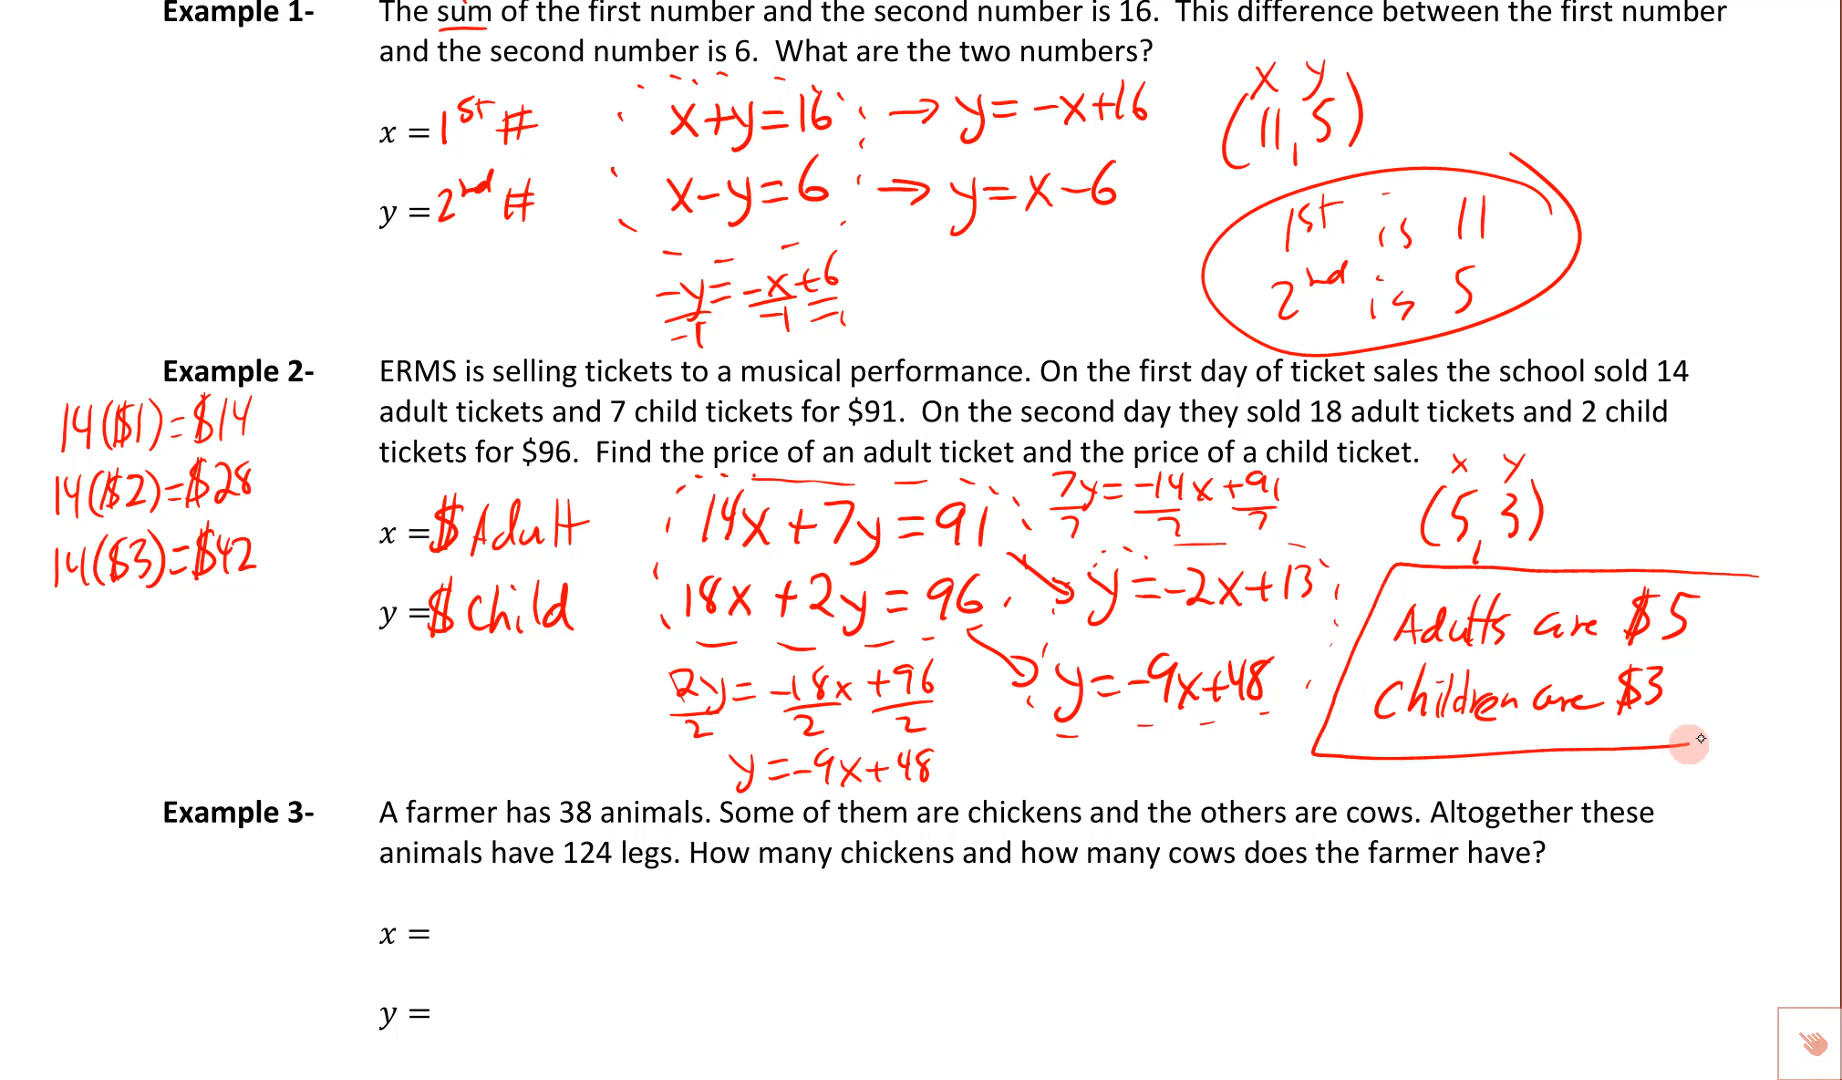 Example 1- The sum of the first number and the second number is 16. This difference between the first number
and the second number is 6. What are the two numbers?
x = 1st # x+y=16 → y=-x+16
y = 2nd # x-y=6 → y=x-6
-y = -x+6
-1 -1 -1
x y
(11, 5)
1st is 11
2nd is 5
Example 2- ERMS is selling tickets to a musical performance. On the first day of ticket sales the school sold 14
adult tickets and 7 child tickets for $91. On the second day they sold 18 adult tickets and 2 child
tickets for $96. Find the price of an adult ticket and the price of a child ticket.
14($1)=$14
14($2)=$28
14($3)=$42
x = $ Adult 14x+7y=91
y = $ child 18x+2y=96
7y=-14x+91
7 7 7
y=-2x+13
2y=-18x+96
2 2 2
y=-9x+48
y=-9x+48
x y
(5, 3)
Adults are $5
Children are $3
Example 3- A farmer has 38 animals. Some of them are chickens and the others are cows. Altogether these
animals have 124 legs. How many chickens and how many cows does the farmer have?
x =
y =